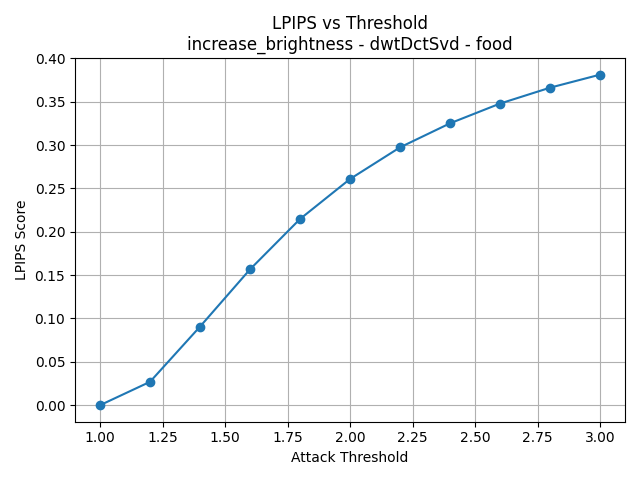 LPIPS vs Threshold
increase_brightness - dwtDctSvd - food
0.40
0.35
0.30
0.25
0.20
0.15
0.10
0.05
0.00
LPIPS Score
1.00 1.25 1.50 1.75 2.00 2.25 2.50 2.75 3.00
Attack Threshold